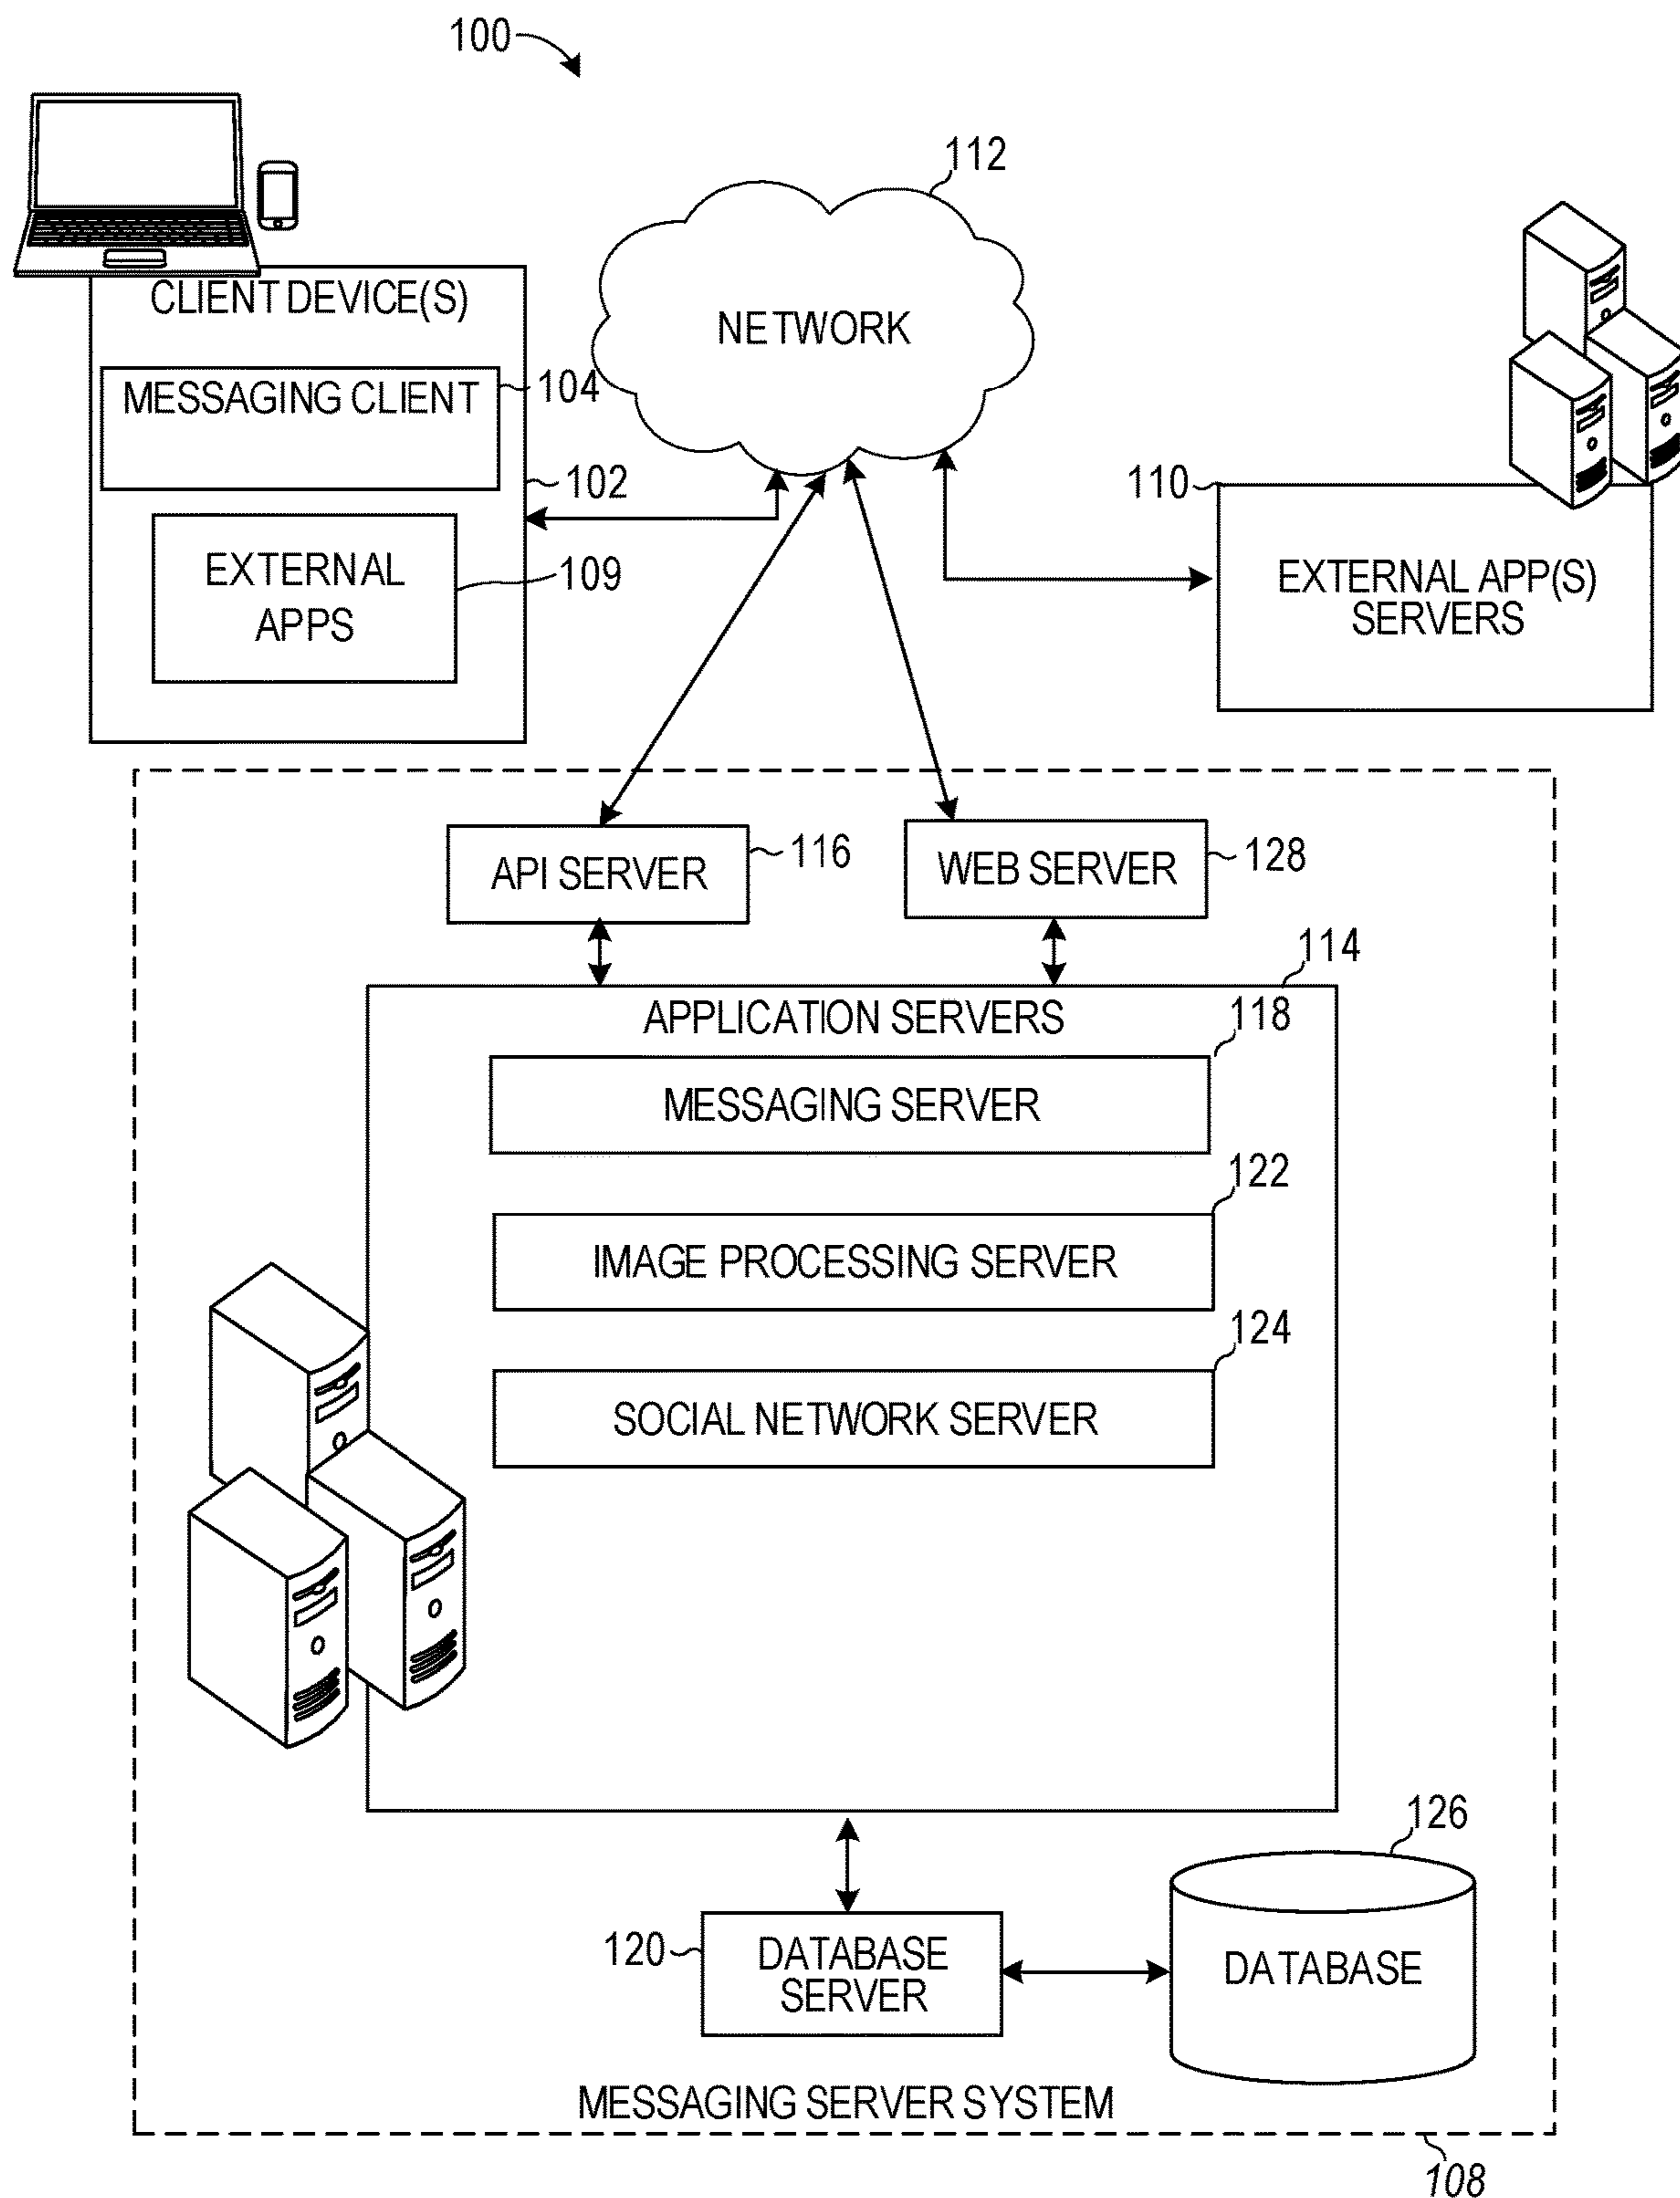 100
112
CLIENT DEVICE(S)
NETWORK
MESSAGING CLIENT
104
102
110
EXTERNAL
APPS
109
EXTERNAL APP(S)
SERVERS
API SERVER
116
WEB SERVER
128
114
APPLICATION SERVERS
118
MESSAGING SERVER
122
IMAGE PROCESSING SERVER
124
SOCIAL NETWORK SERVER
126
120
DATABASE
SERVER
DATABASE
MESSAGING SERVER SYSTEM
108